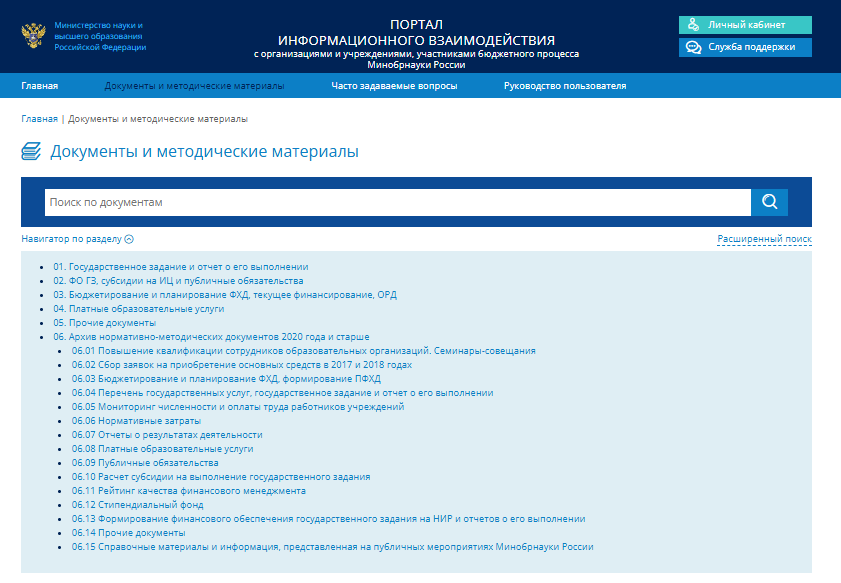 Министерство науки и
высшего образования
Российской Федерации
ПОРТАЛ
ИНФОРМАЦИОННОГО ВЗАИМОДЕЙСТВИЯ
с организациями и учреждениями, участниками бюджетного процесса
Минобрнауки России
Личный кабинет
Служба поддержки
Главная Документы и методические материалы Часто задаваемые вопросы Руководство пользователя
Главная | Документы и методические материалы
Документы и методические материалы
Поиск по документам
Навигатор по разделу Расширенный поиск
01. Государственное задание и отчет о его выполнении
02. ФО ГЗ, субсидии на ИЦ и публичные обязательства
03. Бюджетирование и планирование ФХД, текущее финансирование, ОРД
04. Платные образовательные услуги
05. Прочие документы
06. Архив нормативно-методических документов 2020 года и старше
06.01 Повышение квалификации сотрудников образовательных организаций. Семинары-совещания
06.02 Сбор заявок на приобретение основных средств в 2017 и 2018 годах
06.03 Бюджетирование и планирование ФХД, формирование ПФХД
06.04 Перечень государственных услуг, государственное задание и отчет о его выполнении
06.05 Мониторинг численности и оплаты труда работников учреждений
06.06 Нормативные затраты
06.07 Отчеты о результатах деятельности
06.08 Платные образовательные услуги
06.09 Публичные обязательства
06.10 Расчет субсидии на выполнение государственного задания
06.11 Рейтинг качества финансового менеджмента
06.12 Стипендиальный фонд
06.13 Формирование финансового обеспечения государственного задания на НИР и отчетов о его выполнении
06.14 Прочие документы
06.15 Справочные материалы и информация, представленная на публичных мероприятиях Минобрнауки России